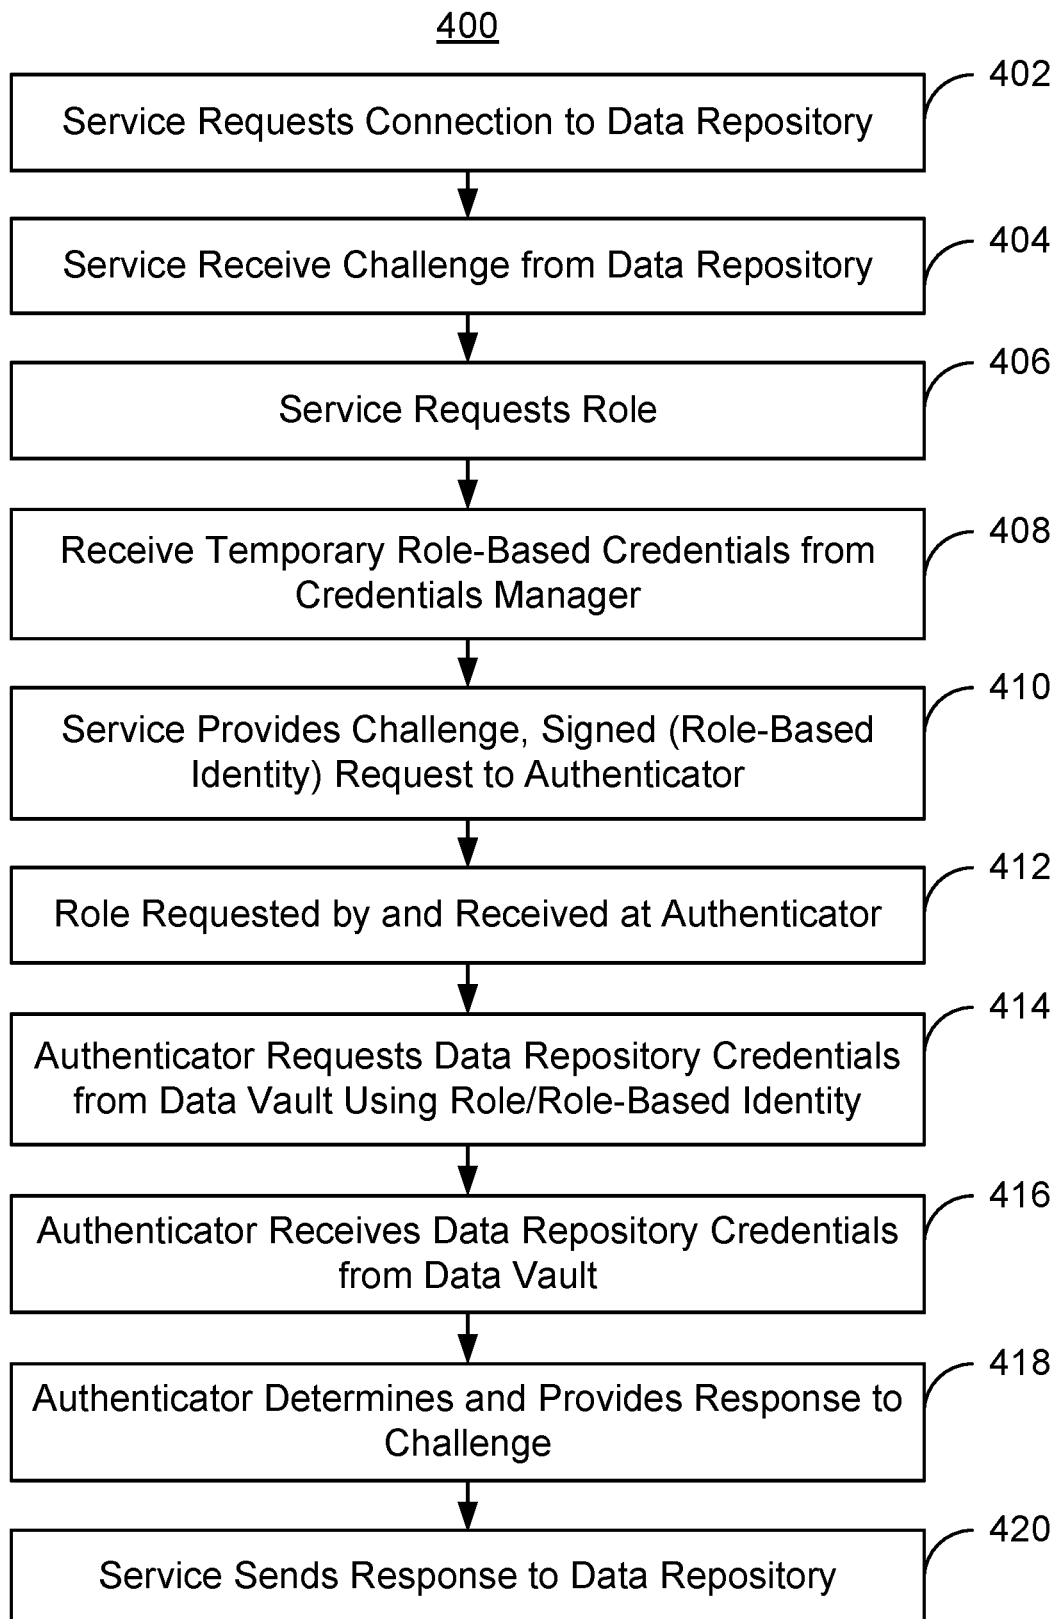 400
402
Service Requests Connection to Data Repository
404
Service Receive Challenge from Data Repository
406
Service Requests Role
408
Receive Temporary Role-Based Credentials from
Credentials Manager
410
Service Provides Challenge, Signed (Role-Based
Identity) Request to Authenticator
412
Role Requested by and Received at Authenticator
414
Authenticator Requests Data Repository Credentials
from Data Vault Using Role/Role-Based Identity
416
Authenticator Receives Data Repository Credentials
from Data Vault
418
Authenticator Determines and Provides Response to
Challenge
420
Service Sends Response to Data Repository